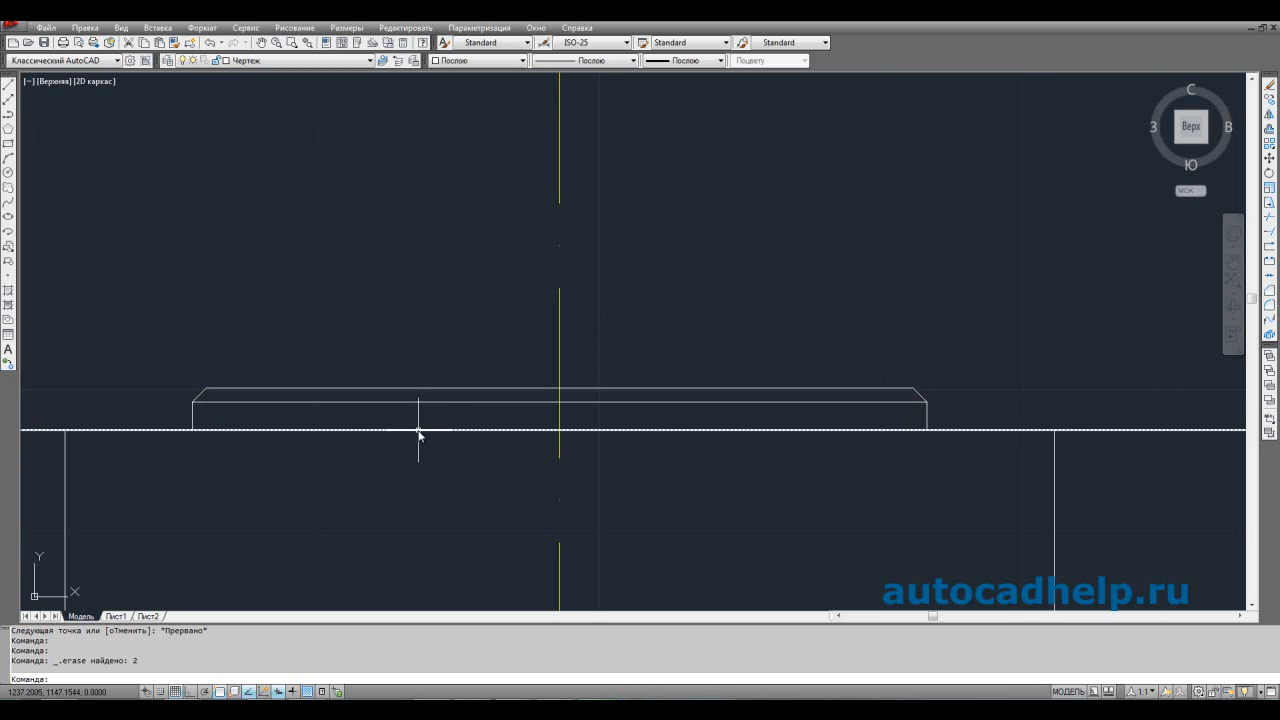 Файл Правка Вид Вставка Формат Сервис Рисование Размеры Редактировать Параметризация Окно Справка
Standard ISO-25 Standard Standard
Классический AutoCAD Чертеж Послою Послою Послою Поцвету
[−][Верхняя][2D каркас]
С
З Верх В
Ю
МСК
Y
X
autocadhelp.ru
Модель Лист1 Лист2
Следующая точка или [оТменить]: *Прервано*
Команда:
Команда:
Команда: _.erase найдено: 2
Команда:
1237.2005, 1147.1544, 0.0000 МОДЕЛЬ 1:1